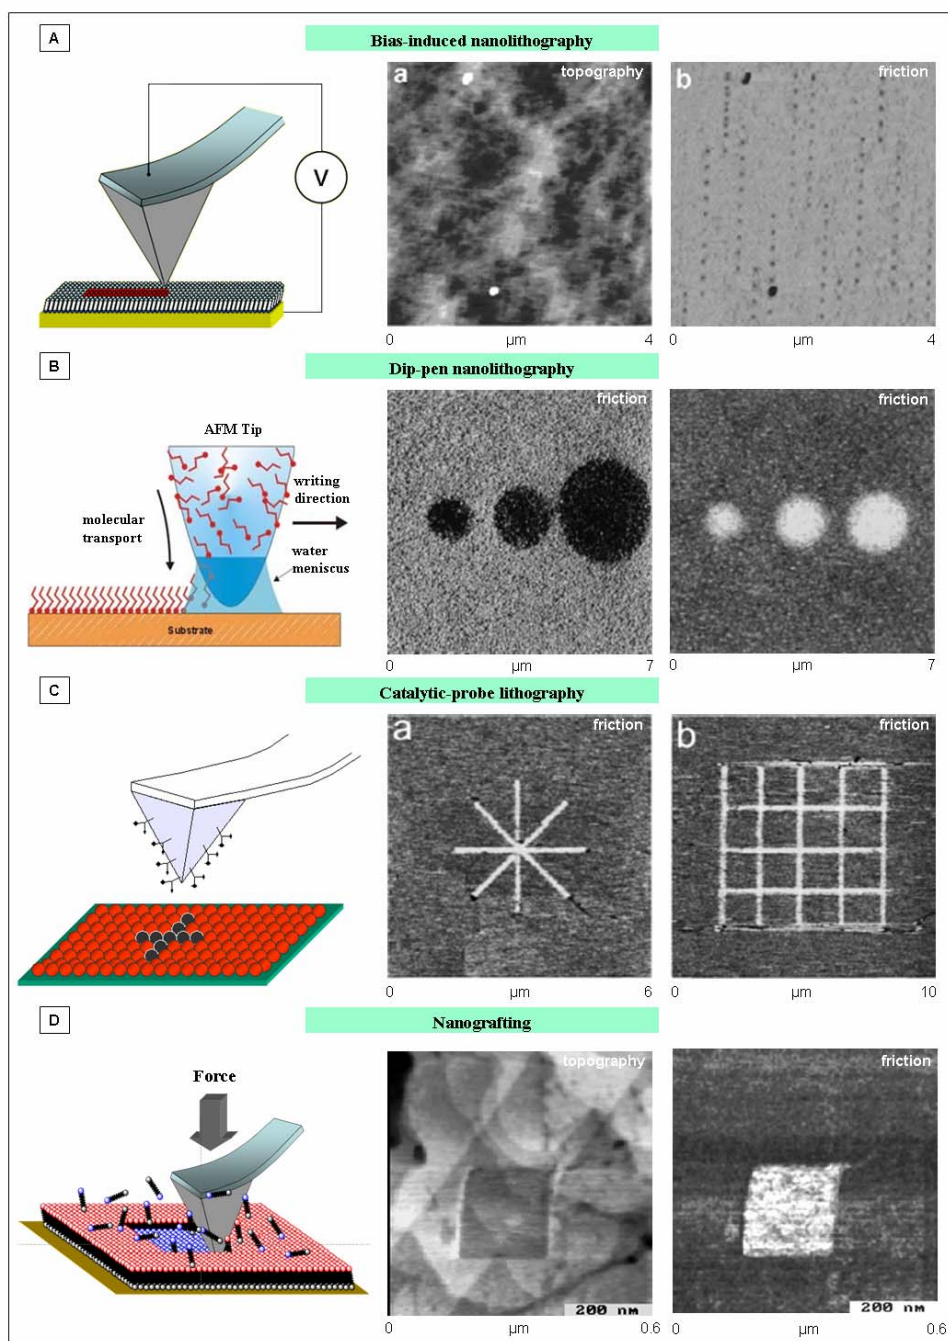 A
Bias-induced nanolithography
a
topography
b
friction
V
0 µm 4
0 µm 4
B
Dip-pen nanolithography
friction
friction
AFM Tip
writing
direction
molecular
transport
water
meniscus
Substrate
0 µm 7
0 µm 7
C
Catalytic-probe lithography
a
friction
b
friction
0 µm 6
0 µm 10
D
Nanografting
topography
friction
Force
200 nm
200 nm
0 µm 0.6
0 µm 0.6